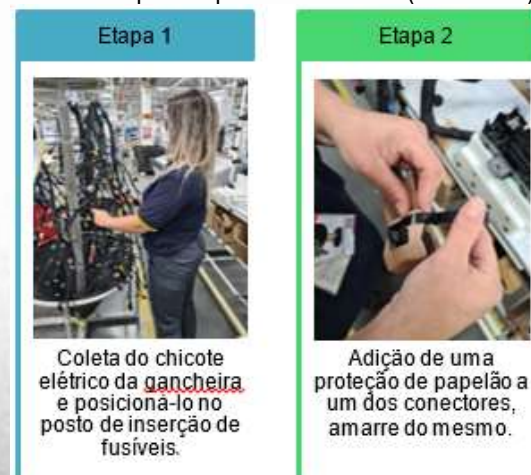 Etapa 1
Coleta do chicote
elétrico da gancheira
e posicioná-lo no
posto de inserção de
fusíveis.
Etapa 2
Adição de uma
proteção de papelão a
um dos conectores,
amarre do mesmo.